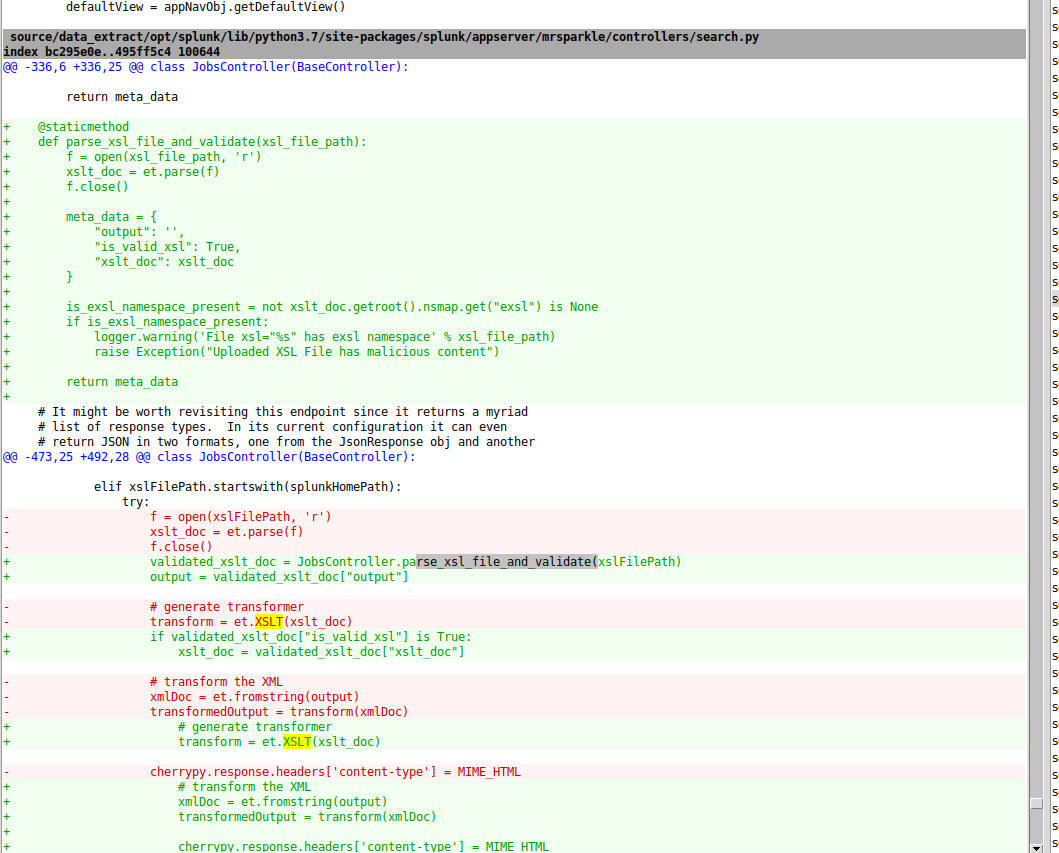 defaultView = appNavObj.getDefaultView()
 source/data_extract/opt/splunk/lib/python3.7/site-packages/splunk/appserver/mrsparkle/controllers/search.py
index bc295e0e..495ff5c4 100644
@@ -336,6 +336,25 @@ class JobsController(BaseController):
         return meta_data
+    @staticmethod
+    def parse_xsl_file_and_validate(xsl_file_path):
+        f = open(xsl_file_path, 'r')
+        xslt_doc = et.parse(f)
+        f.close()
+
+        meta_data = {
+            "output": '',
+            "is_valid_xsl": True,
+            "xslt_doc": xslt_doc
+        }
+
+        is_exsl_namespace_present = not xslt_doc.getroot().nsmap.get("exsl") is None
+        if is_exsl_namespace_present:
+            logger.warning('File xsl="%s" has exsl namespace' % xsl_file_path)
+            raise Exception("Uploaded XSL File has malicious content")
+
+        return meta_data
+
     # It might be worth revisiting this endpoint since it returns a myriad
     # list of response types.  In its current configuration it can even
     # return JSON in two formats, one from the JsonResponse obj and another
@@ -473,25 +492,28 @@ class JobsController(BaseController):
             elif xslFilePath.startswith(splunkHomePath):
                 try:
-                    f = open(xslFilePath, 'r')
-                    xslt_doc = et.parse(f)
-                    f.close()
+                    validated_xslt_doc = JobsController.parse_xsl_file_and_validate(xslFilePath)
+                    output = validated_xslt_doc["output"]
-                    # generate transformer
-                    transform = et.XSLT(xslt_doc)
+                    if validated_xslt_doc["is_valid_xsl"] is True:
+                        xslt_doc = validated_xslt_doc["xslt_doc"]
-                    # transform the XML
-                    xmlDoc = et.fromstring(output)
-                    transformedOutput = transform(xmlDoc)
+                        # generate transformer
+                        transform = et.XSLT(xslt_doc)
-                    cherrypy.response.headers['content-type'] = MIME_HTML
+                        # transform the XML
+                        xmlDoc = et.fromstring(output)
+                        transformedOutput = transform(xmlDoc)
+
+                        cherrypy.response.headers['content-type'] = MIME_HTML